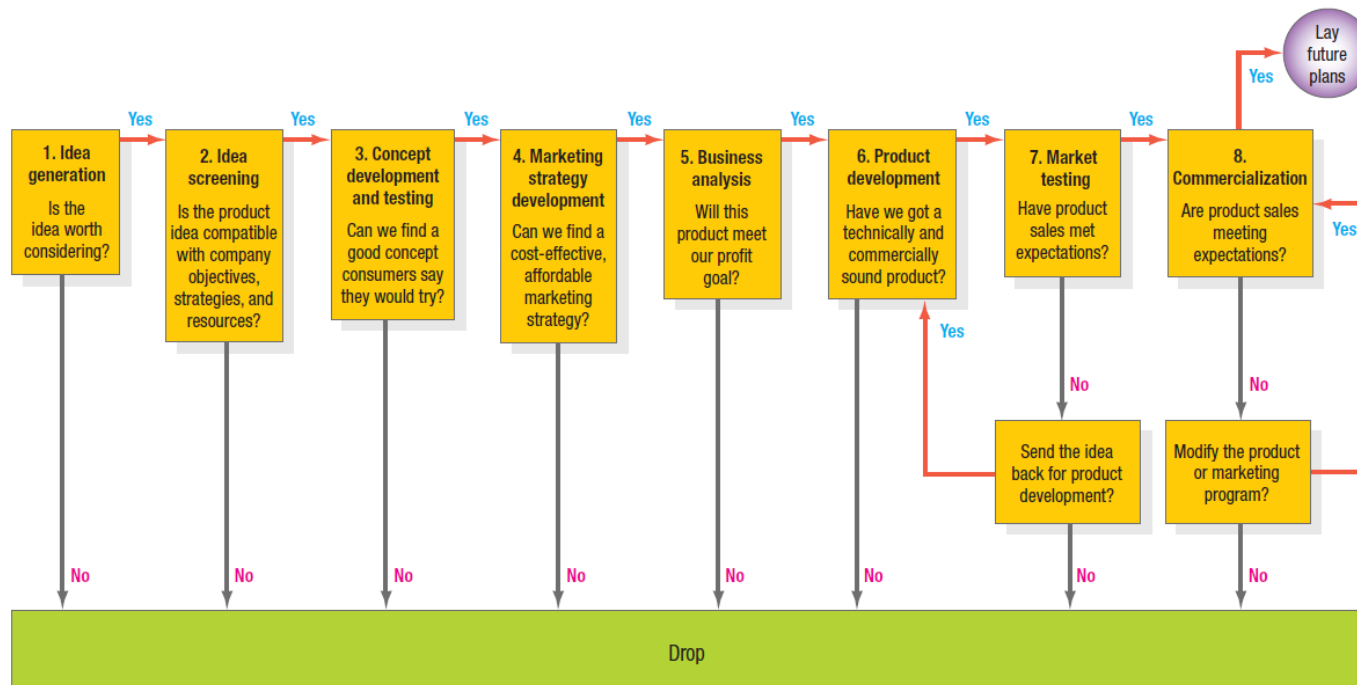 Lay
future
plans
Yes
Yes
Yes
Yes
Yes
Yes
Yes
Yes
1. Idea
generation
Is the
idea worth
considering?
2. Idea
screening
Is the product
idea compatible
with company
objectives,
strategies, and
resources?
3. Concept
development
and testing
Can we find a
good concept
consumers say
they would try?
4. Marketing
strategy
development
Can we find a
cost-effective,
affordable
marketing
strategy?
5. Business
analysis
Will this
product meet
our profit
goal?
6. Product
development
Have we got a
technically and
commercially
sound product?
7. Market
testing
Have product
sales met
expectations?
8.
Commercialization
Are product sales
meeting
expectations?
Yes
Yes
No
No
Send the idea
back for product
development?
Modify the product
or marketing
program?
No
No
No
No
No
No
No
No
Drop